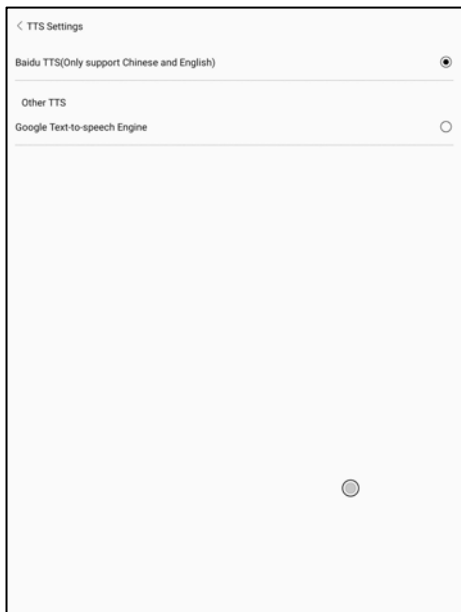 TTS Settings
Baidu TTS(Only support Chinese and English)
Other TTS
Google Text-to-speech Engine